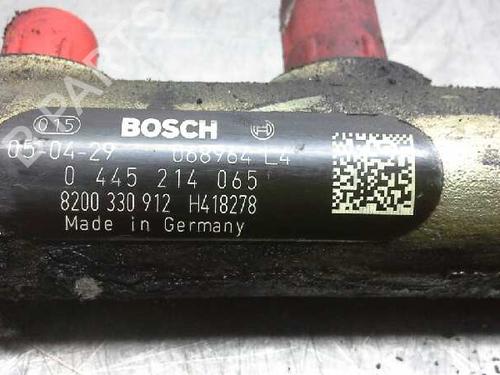 015 BOSCH
05-04-29 068964 L4
0 445 214 065
8200 330 912 H418278
Made in Germany